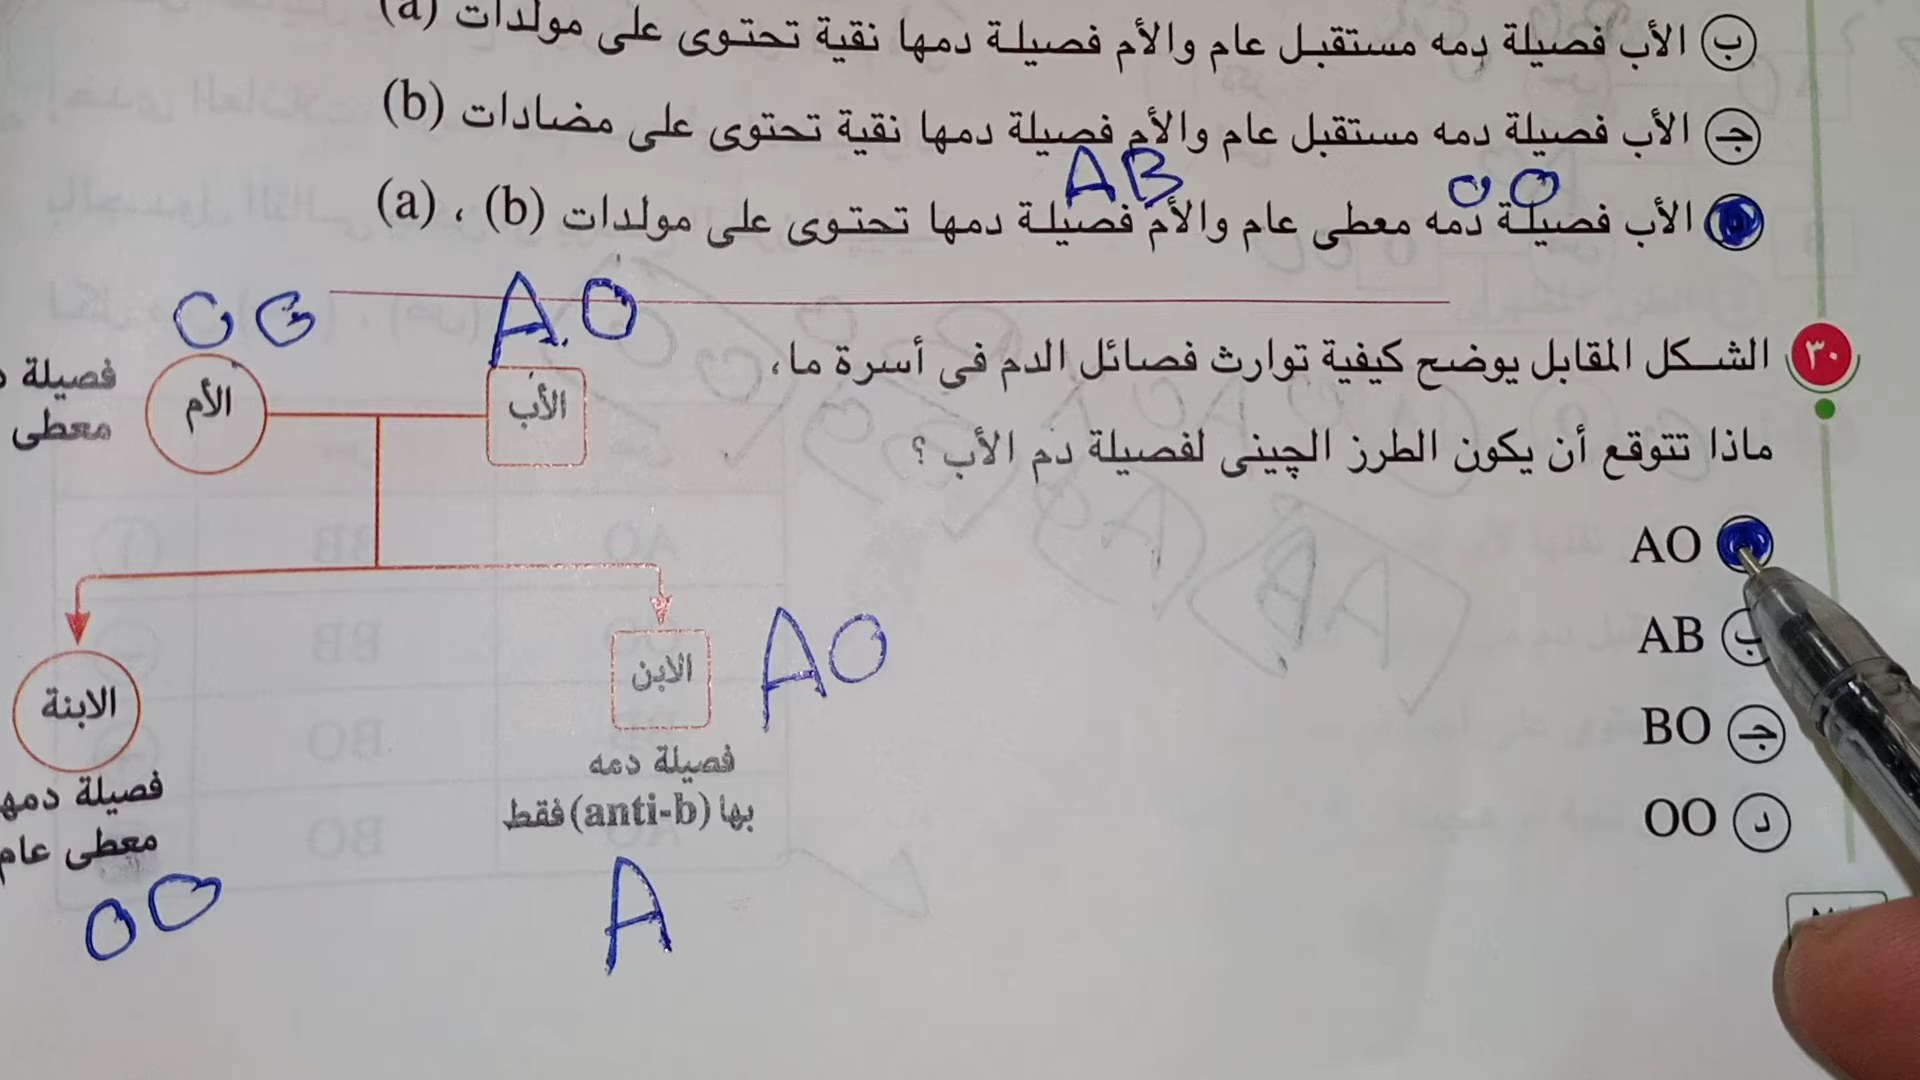 ب الأب فصيلة دمه مستقبل عام والأم فصيلة دمها نقية تحتوى على مولدات (a)
جـ الأب فصيلة دمه مستقبل عام والأم فصيلة دمها نقية تحتوى على مضادات (b)
AB OO
الأب فصيلة دمه معطى عام والأم فصيلة دمها تحتوى على مولدات (b) ، (a)
٣٠ الشكل المقابل يوضح كيفية توارث فصائل الدم فى أسرة ما،
ماذا تتوقع أن يكون الطرز الچينى لفصيلة دم الأب ؟
AO
ب AB
جـ BO
د OO
OO
A.O
الأم
الأب
فصيلة
معطى
الابنة
الابن
AO
فصيلة دمها
معطى عام
OO
فصيلة دمه
بها (anti-b) فقط
A